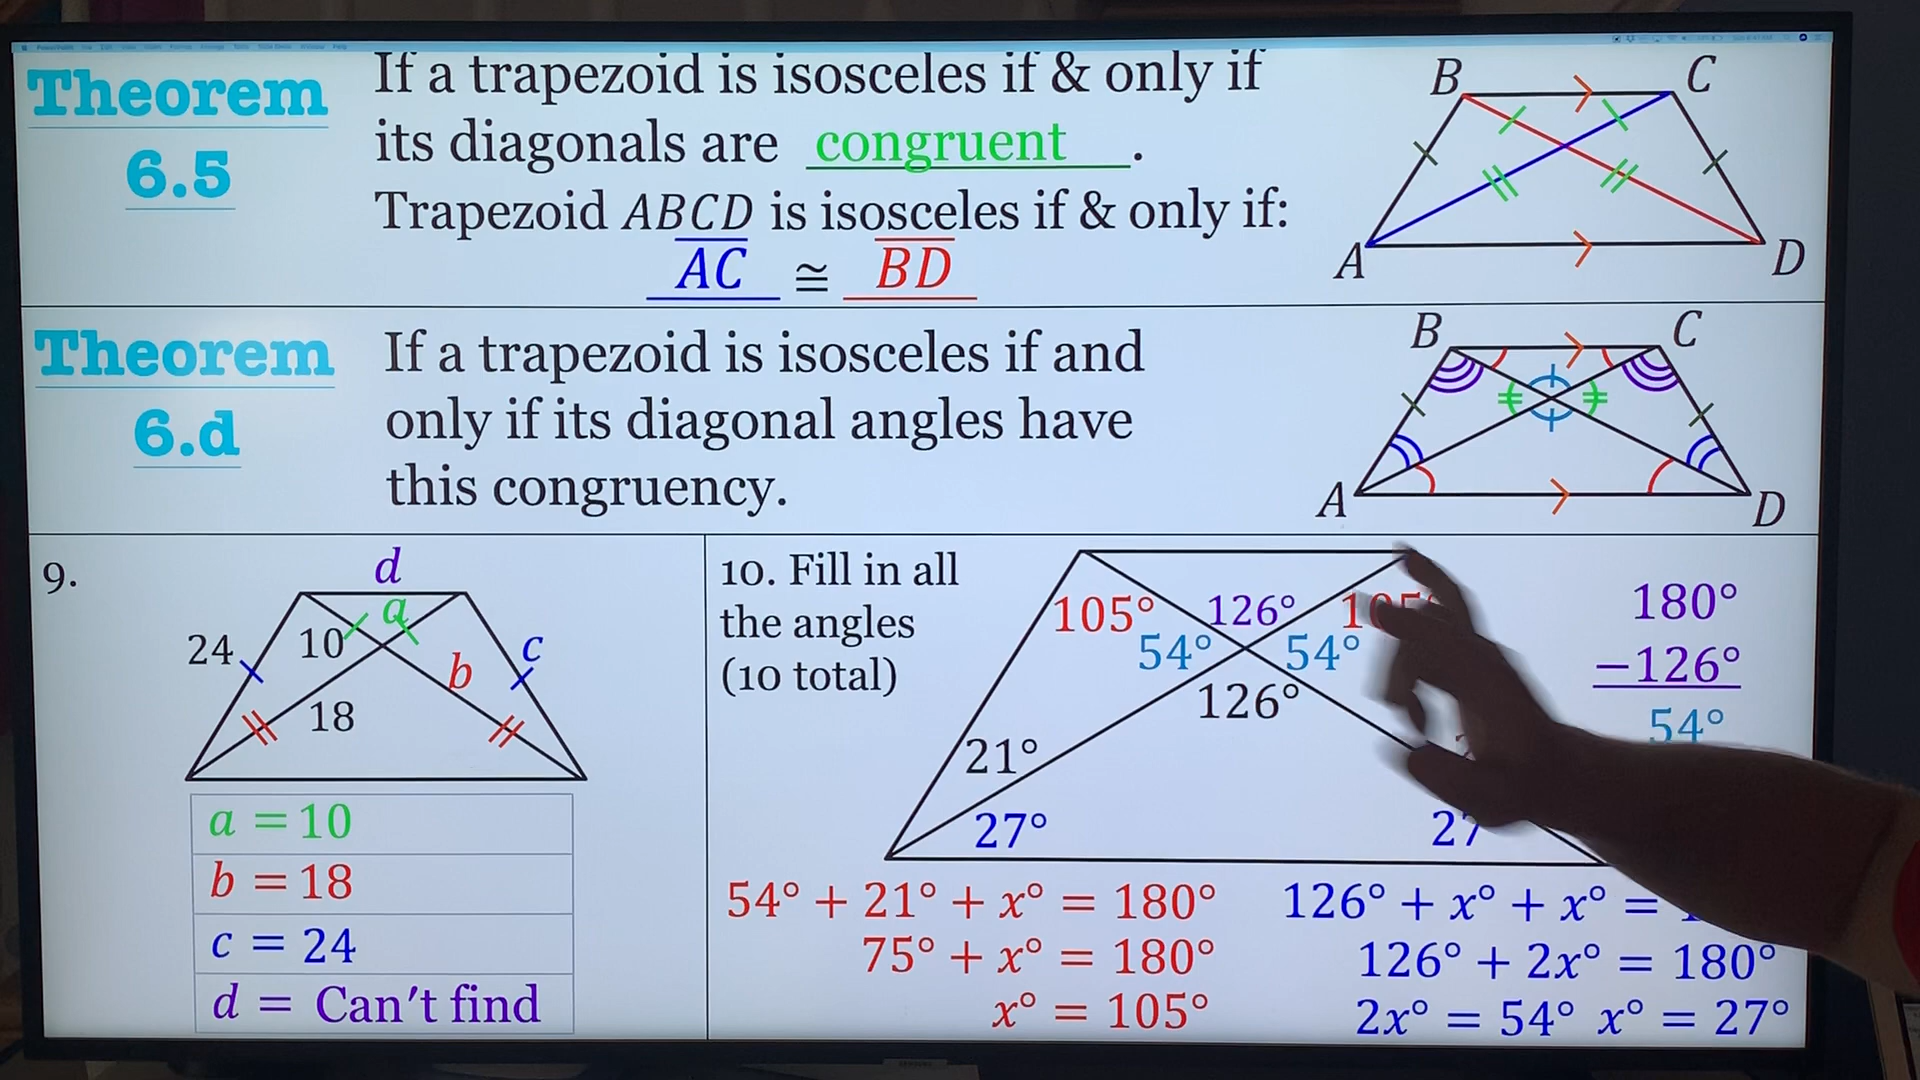 Theorem
6.5
If a trapezoid is isosceles if & only if
its diagonals are congruent.
Trapezoid ABCD is isosceles if & only if:
AC ≅ BD
B
C
A
D
Theorem
6.d
If a trapezoid is isosceles if and
only if its diagonal angles have
this congruency.
B
C
A
D
9.
d
a
24
10
c
b
18
a = 10
b = 18
c = 24
d = Can't find
10. Fill in all
the angles
(10 total)
105° 126°
54° 54°
126°
21°
27°
27
180°
−126°
54°
54° + 21° + x° = 180°
75° + x° = 180°
x° = 105°
126° + x° + x° =
126° + 2x° = 180°
2x° = 54° x° = 27°